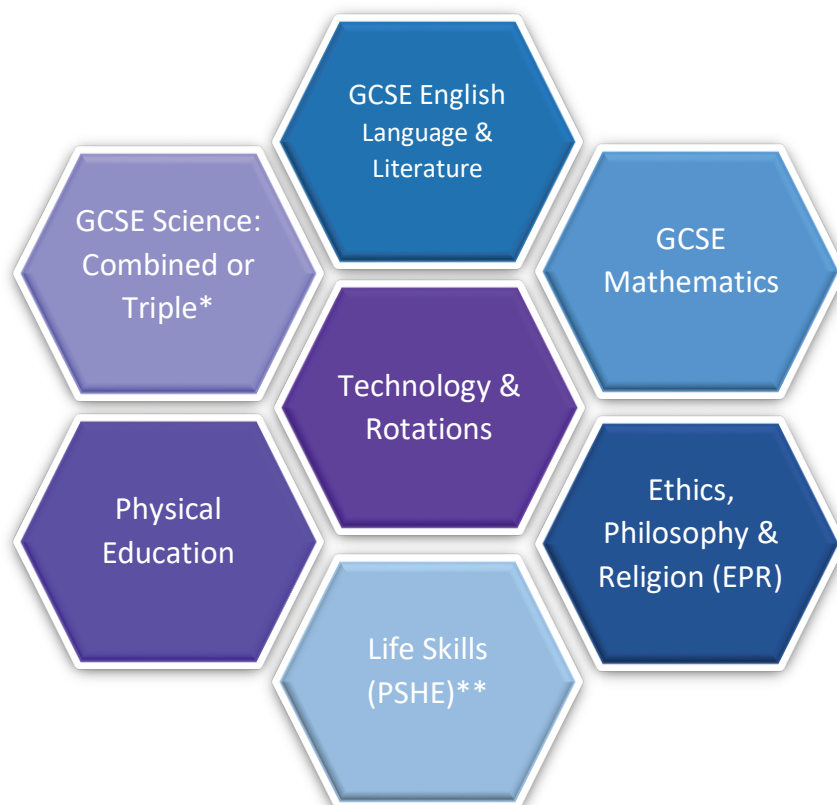 GCSE English
Language &
Literature
GCSE Science:
Combined or
Triple*
GCSE
Mathematics
Technology &
Rotations
Physical
Education
Ethics,
Philosophy &
Religion (EPR)
Life Skills
(PSHE)**